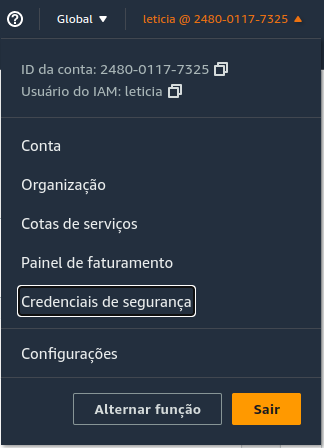 Global leticia @ 2480-0117-7325
ID da conta: 2480-0117-7325
Usuário do IAM: leticia
Conta
Organização
Cotas de serviços
Painel de faturamento
Credenciais de segurança
Configurações
Alternar função Sair